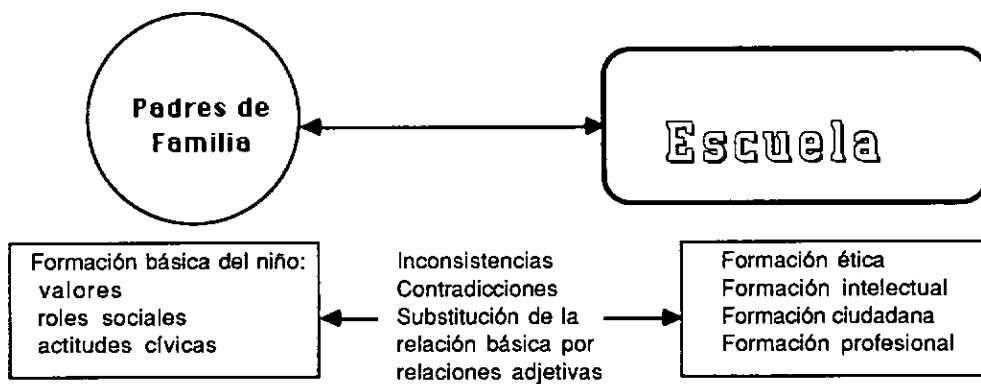 Padres de
Familia
Escuela
Formación básica del niño:
valores
roles sociales
actitudes cívicas
Inconsistencias
Contradicciones
Substitución de la
relación básica por
relaciones adjetivas
Formación ética
Formación intelectual
Formación ciudadana
Formación profesional